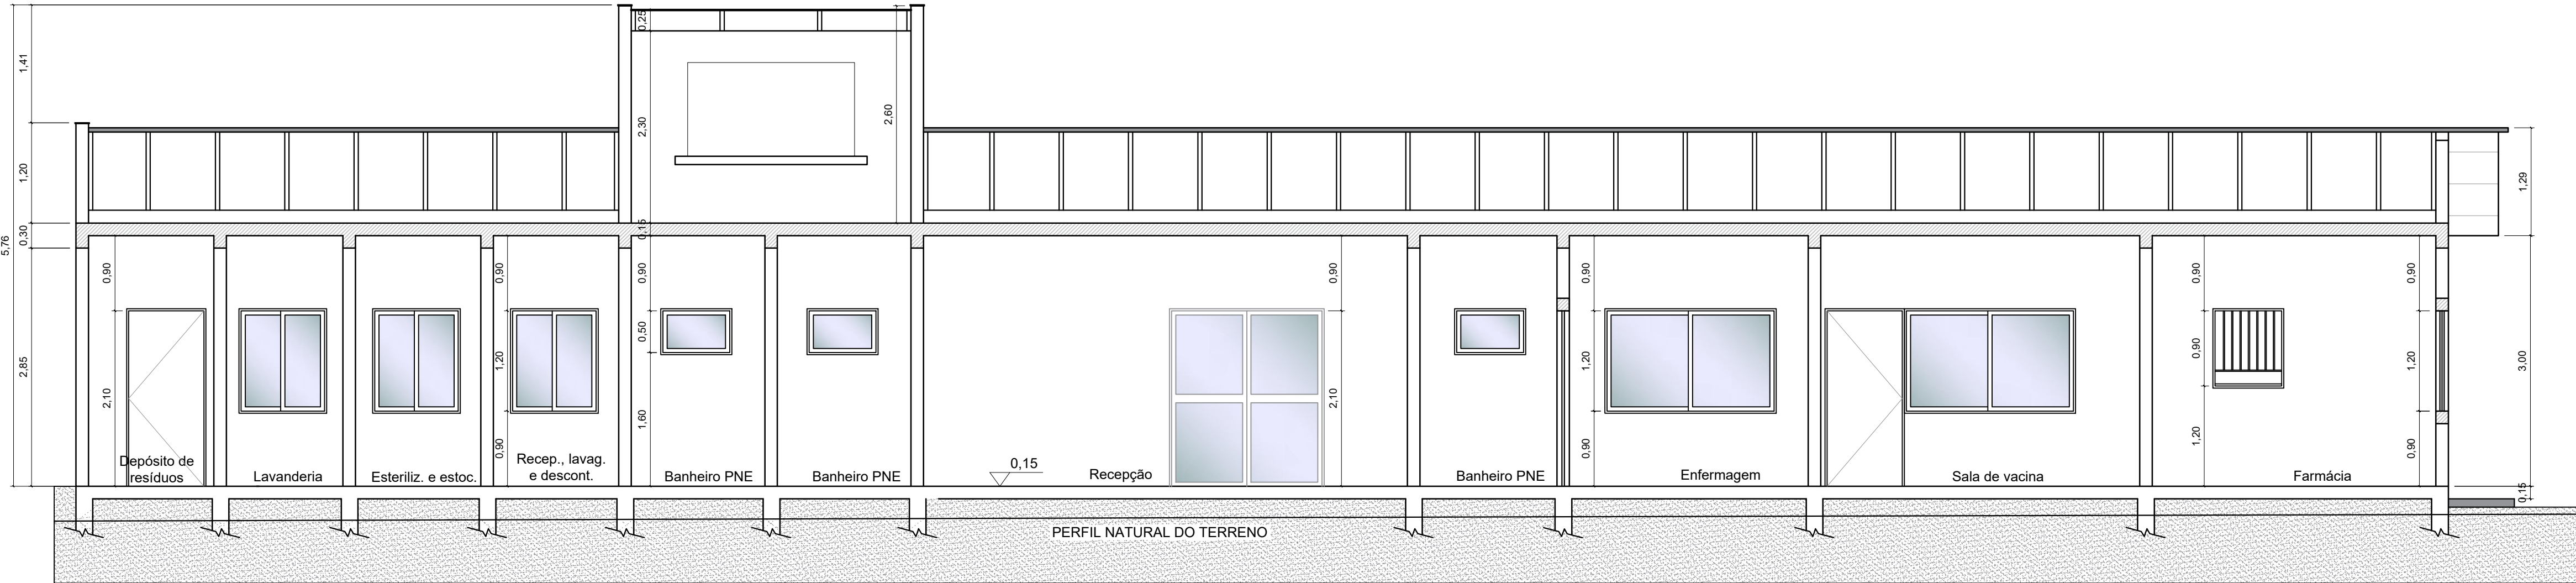 0,25
1,41
2,60
2,30
1,20
1,29
0,15
0,30
5,76
0,90
0,90
0,90
0,90
0,90
0,90
0,90
0,50
1,20
1,20
0,90
1,20
2,85
3,00
2,10
2,10
1,60
1,20
0,90
0,90
0,90
Depósito de
resíduos
Lavanderia
Esteriliz. e estoc.
Recep., lavag.
e descont.
Banheiro PNE
Banheiro PNE
0,15
Recepção
Banheiro PNE
Enfermagem
Sala de vacina
Farmácia
0,15
PERFIL NATURAL DO TERRENO